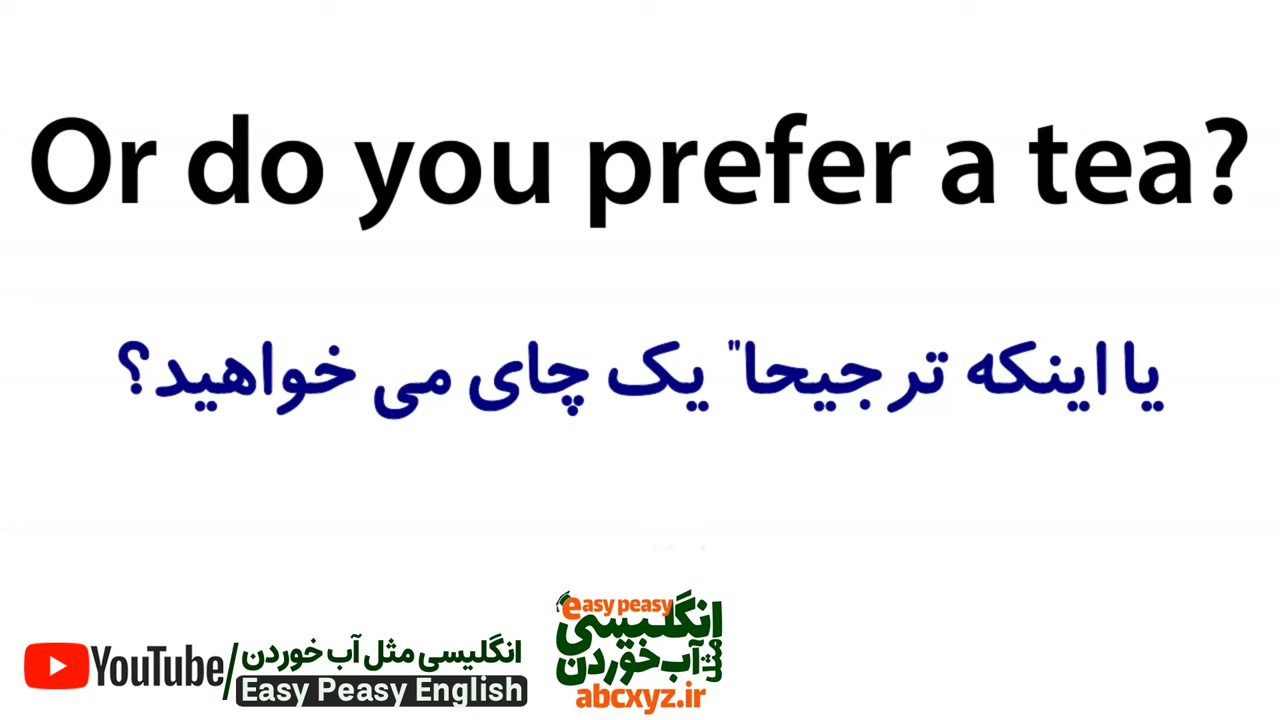 Or do you prefer a tea?
یا اینکه ترجیحا" یک چای می خواهید؟
YouTube/انگلیسی مثل آب خوردن
Easy Peasy English
easy peasy
انگلیسی
مثل آب خوردن
abcxyz.ir